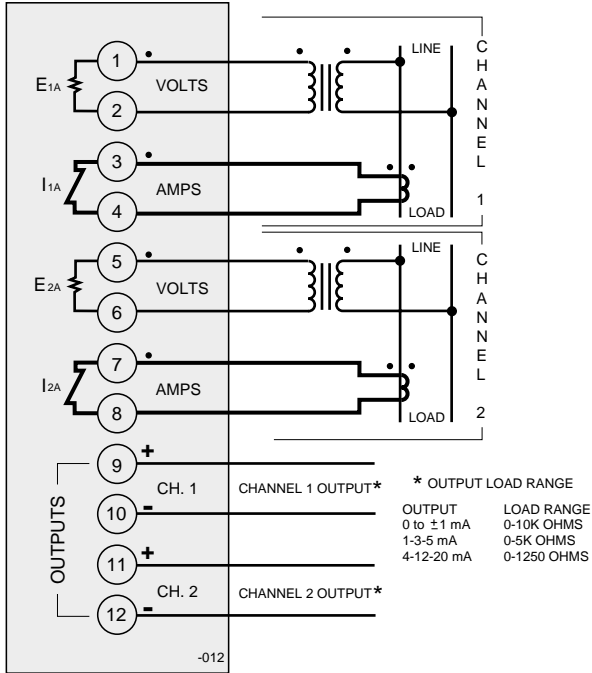 1
E1A
VOLTS
2
LINE
CHANNEL 1
3
I1A
AMPS
4
LOAD
5
E2A
VOLTS
6
LINE
CHANNEL 2
7
I2A
AMPS
8
LOAD
OUTPUTS
9 +
CH. 1
CHANNEL 1 OUTPUT*
10 -
11 +
CH. 2
CHANNEL 2 OUTPUT*
12 -
* OUTPUT LOAD RANGE
OUTPUT LOAD RANGE
0 to ±1 mA 0-10K OHMS
1-3-5 mA 0-5K OHMS
4-12-20 mA 0-1250 OHMS
-012